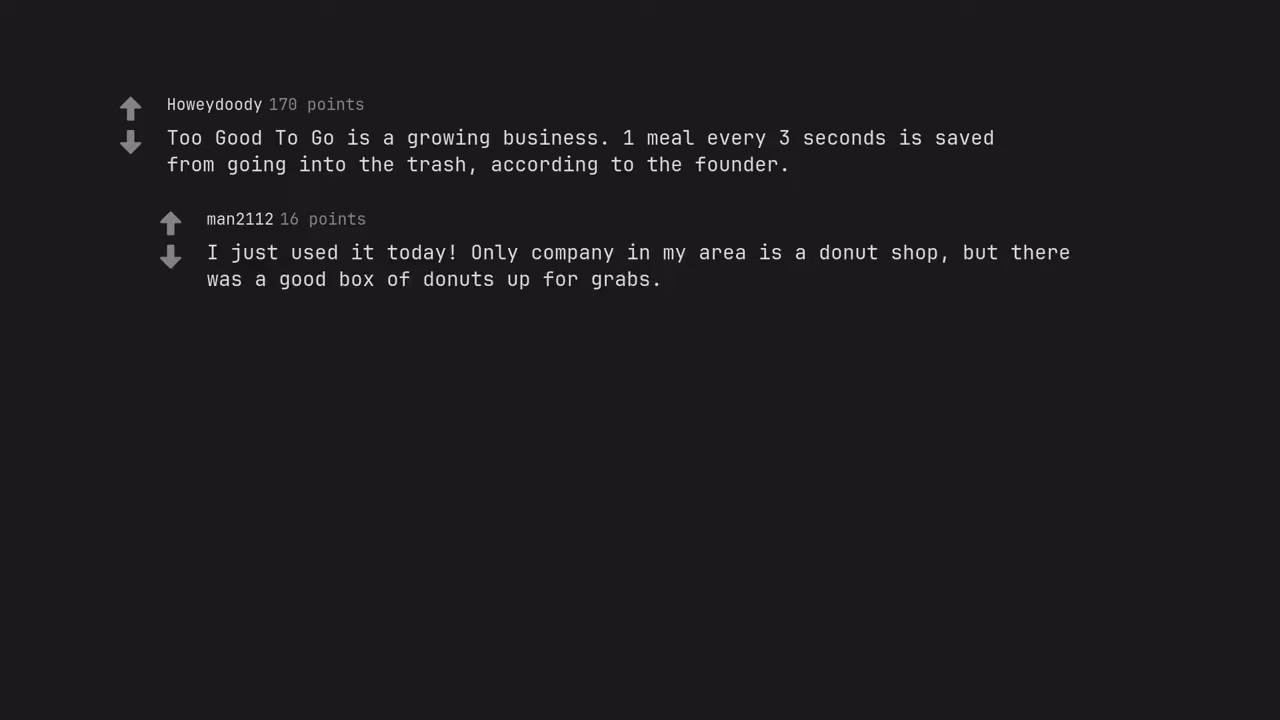 Howeydoody 170 points
Too Good To Go is a growing business. 1 meal every 3 seconds is saved
from going into the trash, according to the founder.
man2112 16 points
I just used it today! Only company in my area is a donut shop, but there
was a good box of donuts up for grabs.